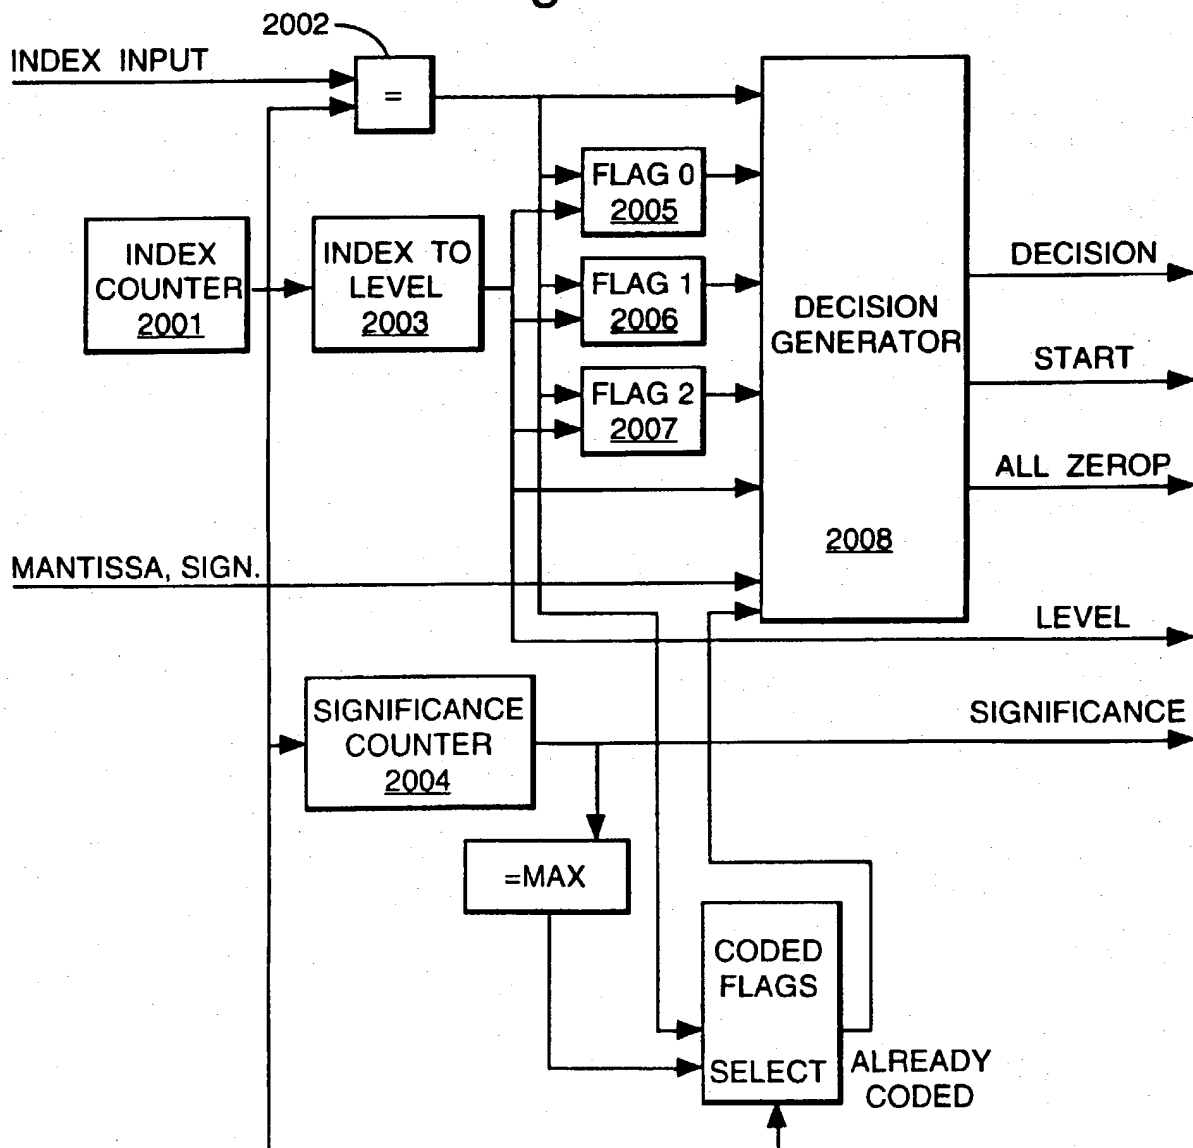 2002
INDEX INPUT
=
FLAG 0
2005
INDEX
COUNTER
2001
INDEX TO
LEVEL
2003
FLAG 1
2006
FLAG 2
2007
DECISION
GENERATOR
2008
DECISION
START
ALL ZEROP
MANTISSA, SIGN.
LEVEL
SIGNIFICANCE
COUNTER
2004
SIGNIFICANCE
=MAX
CODED
FLAGS
SELECT
ALREADY
CODED